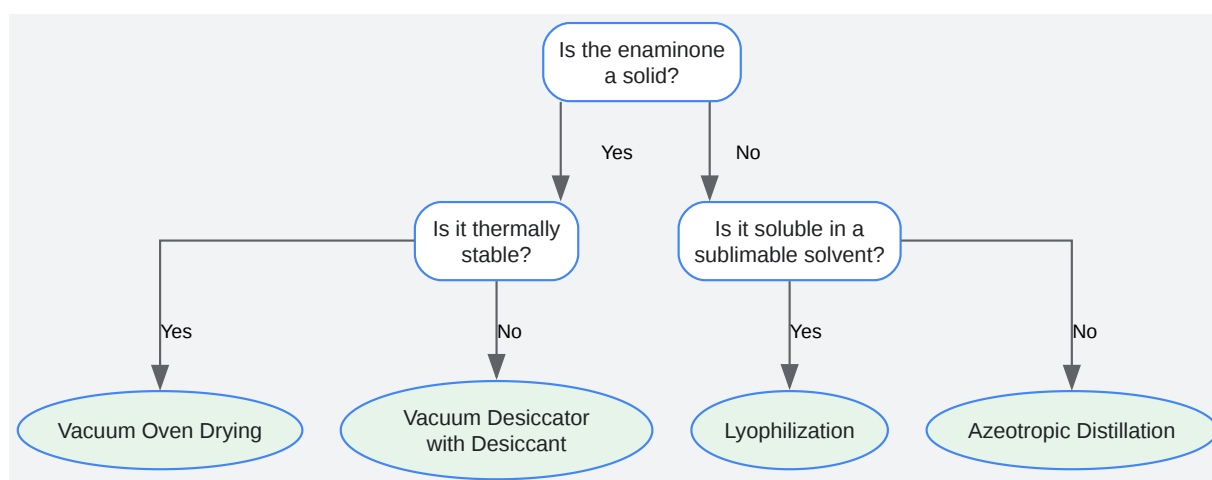 Is the enaminone
a solid?
Yes
No
Is it thermally
stable?
Is it soluble in a
sublimable solvent?
Yes
No
Yes
No
Vacuum Oven Drying
Vacuum Desiccator
with Desiccant
Lyophilization
Azeotropic Distillation